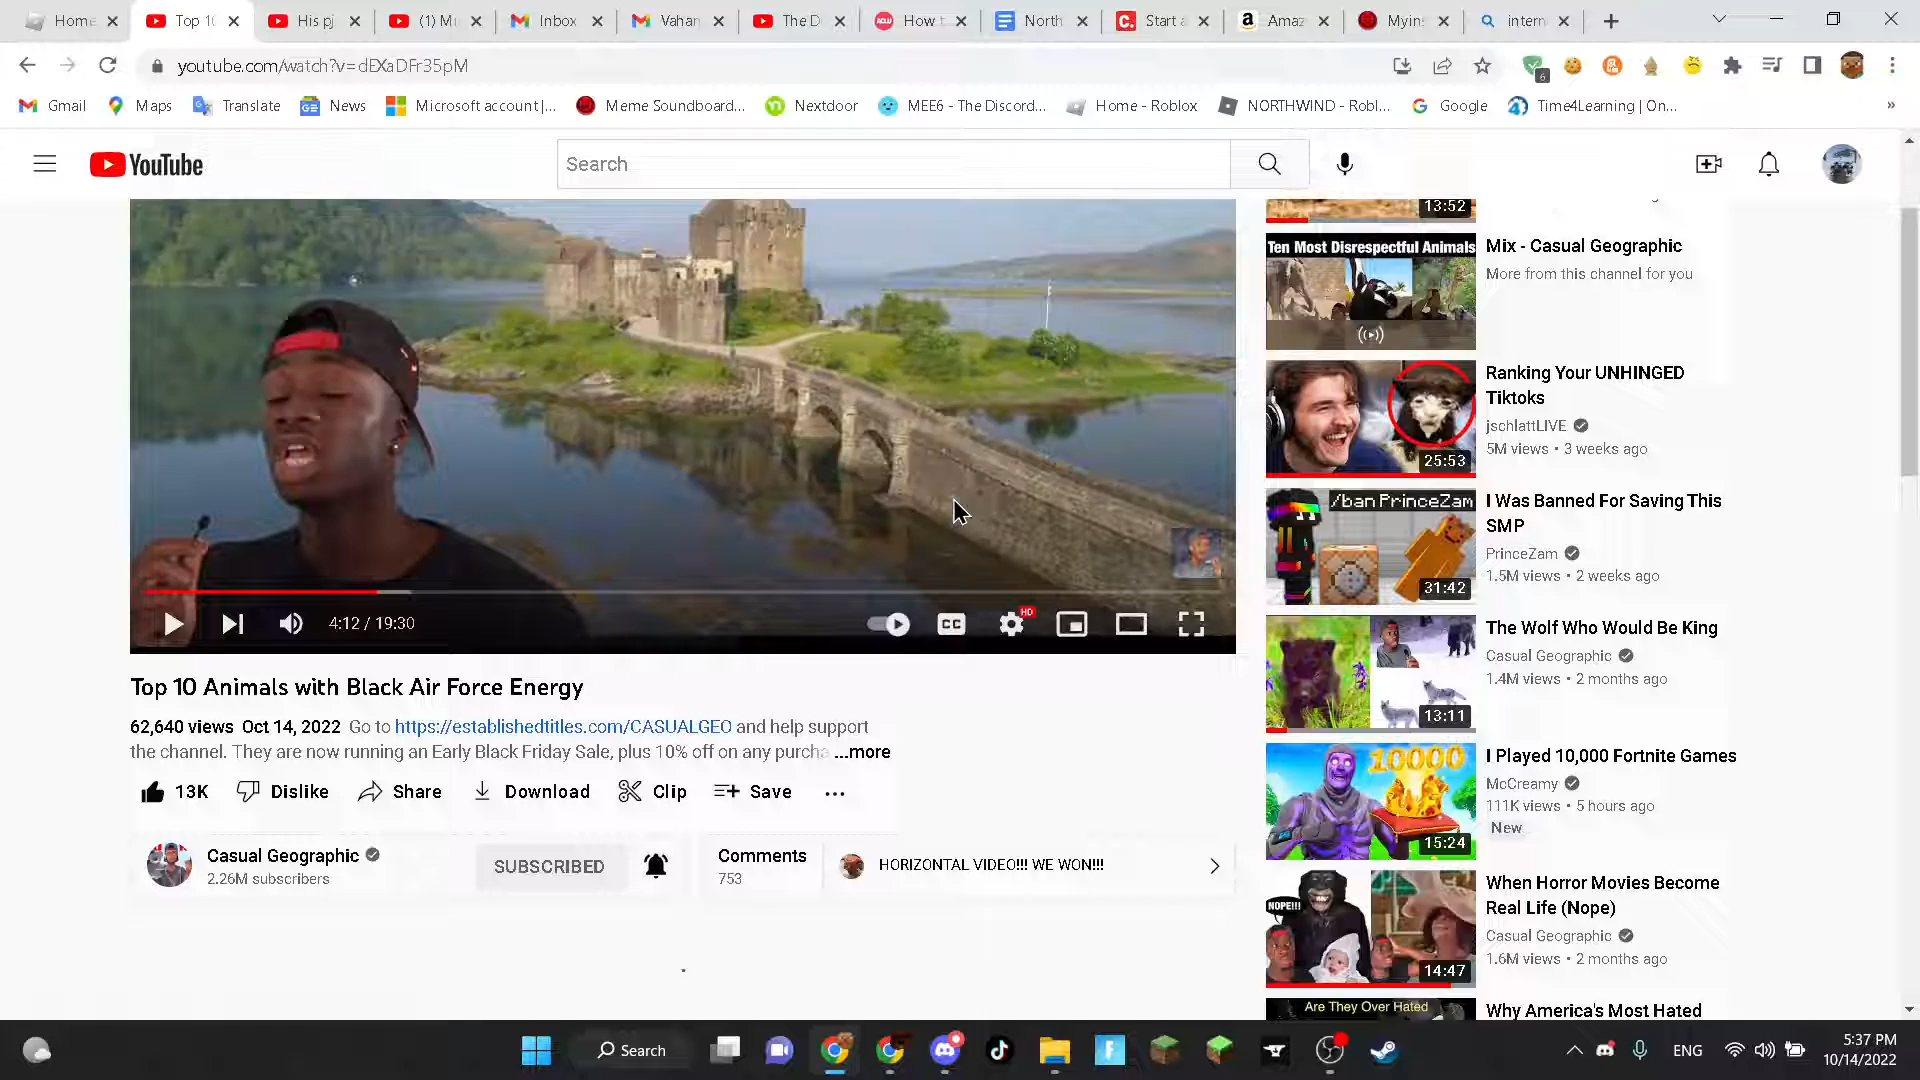 Home
Top 10
His pj
(1) M
Inbox
Vahar
The D
How t
North
Start a
Amaz
Myins
intern
youtube.com/watch?v=dEXaDFr35pM
6
Gmail
Maps
Translate
News
Microsoft account |...
Meme Soundboard...
Nextdoor
MEE6 - The Discord...
Home - Roblox
NORTHWIND - Robl...
Google
Time4Learning | On...
»
YouTube
Search
4:12 / 19:30
CC
HD
Top 10 Animals with Black Air Force Energy
62,640 views Oct 14, 2022 Go to https://establishedtitles.com/CASUALGEO and help support
the channel. They are now running an Early Black Friday Sale, plus 10% off on any purcha ...more
13K
Dislike
Share
Download
Clip
Save
Casual Geographic
2.26M subscribers
SUBSCRIBED
Comments
753
HORIZONTAL VIDEO!!! WE WON!!!
13:52
Ten Most Disrespectful Animals
Mix - Casual Geographic
More from this channel for you
25:53
Ranking Your UNHINGED
Tiktoks
jschlattLIVE
5M views • 3 weeks ago
/ban PrinceZam
31:42
I Was Banned For Saving This
SMP
PrinceZam
1.5M views • 2 weeks ago
13:11
The Wolf Who Would Be King
Casual Geographic
1.4M views • 2 months ago
10000
15:24
I Played 10,000 Fortnite Games
McCreamy
111K views • 5 hours ago
New
NOPE!!!
14:47
When Horror Movies Become
Real Life (Nope)
Casual Geographic
1.6M views • 2 months ago
Are They Over Hated
Why America's Most Hated
Search
ENG
5:37 PM
10/14/2022